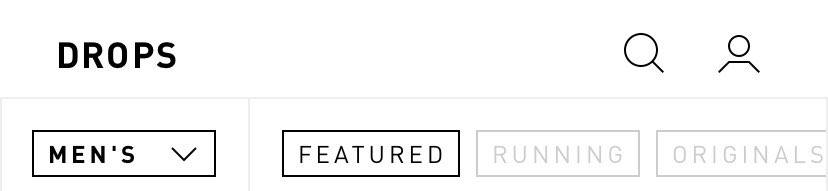 DROPS
MEN'S FEATURED RUNNING ORIGINALS